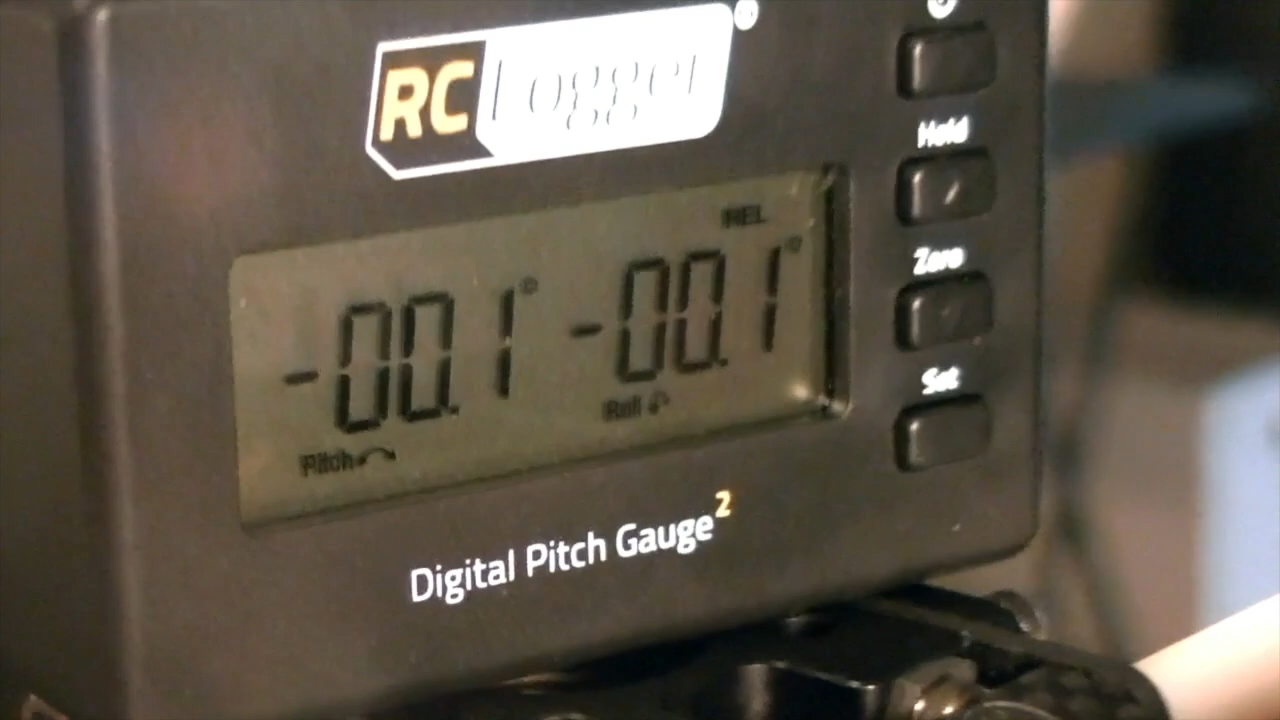 RC Logger®
Hold
REL
Zero
-00.1° -00.1°
Set
Roll
Pitch
Digital Pitch Gauge²